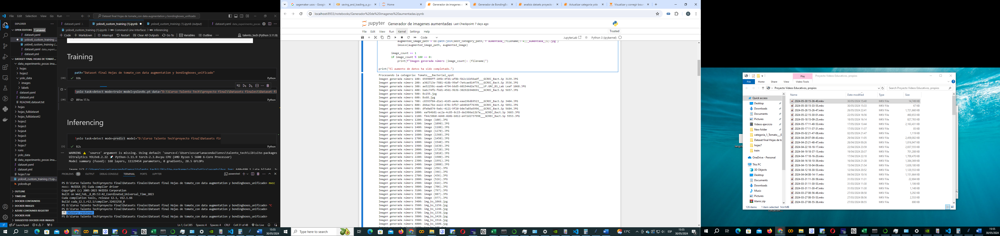 File Edit Selection View Go Run ···
Dataset final Hojas de tomate_con data augmentation y bondingboxes_unificado
EXPLORER
OPEN EDITORS 1 unsaved
dataset.yaml
yolov8_custom_training ...
yolov8_custom_training (...
dataset.yaml data_experi...
dataset.yml
DATASET FINAL HOJAS DE TOMAT...
data_experimento_pocas ima...
hojas
hojas2
yolo_data
images
labels
dataset.yaml
dataset.yml
README.dataset.txt
hojas
hojas_fulldataset
hojas_fulldataset2
hojas2
hojas3
hojas4
hojas5
hojas6
hojas7
runs
yolo_data
data_experimento_pocas ima...
dataset.yaml
dataset.yml
hojas7.rar
yolov8_custom_training (1).ip...
yolov8s.pt
OUTLINE
TIMELINE
DOCKER CONTAINERS
DOCKER IMAGES
AZURE CONTAINER REGISTRY
DOCKER HUB
SUGGESTED DOCKER HUB IMAGES
dataset.yaml .\
yolov8_custom_training (1).ipynb
yolov8_custom_training (1).ipynb (output)
dataset.yaml data_experimento_pocas
yolov8_custom_training (1).ipynb > Command Line Interface: > Inferencing
+ Code + Markdown Interrupt Restart Clear All Outputs Go To Variables Outline ··· talento_tech (Python 3.11.9)
Training
path="Dataset final Hojas de tomate_con data augmentation y bondingboxes_unificado"
[18] 0.0s Python
!yolo task=detect mode=train model=yolov8s.pt data="D:\\Curso Talento Tech\\proyecto final\\Datasets finales\\Dataset fi
[20] 891m 17.1s Python
Inferencing
!yolo task=detect mode=predict model="D:\Curso Talento Tech\proyecto final\Datasets fin
8.2s Python
WARNING ⚠ 'source' argument is missing. Using default 'source=C:\Users\oscar\anaconda3\envs\talento_tech\Lib\site-packages
Ultralytics YOLOv8.2.22 🚀 Python-3.11.9 torch-2.3.0+cpu CPU (AMD Ryzen 5 5600 6-Core Processor)
Model summary (fused): 168 layers, 11129454 parameters, 0 gradients, 28.5 GFLOPs
PROBLEMS 13 OUTPUT DEBUG CONSOLE TERMINAL PORTS JUPYTER powershell
PS D:\Curso Talento Tech\proyecto final\Datasets finales\Dataset final Hojas de tomate_con data augmentation y bondingboxes_unificado> nvcc
nvcc: NVIDIA (R) Cuda compiler driver
Copyright (c) 2005-2023 NVIDIA Corporation
Built on Wed_Feb__8_05:53:42_Coordinated_Universal_Time_2023
Cuda compilation tools, release 12.1, V12.1.66
Build cuda_12.1.r12.1/compiler.32415258_0
PS D:\Curso Talento Tech\proyecto final\Datasets finales\Dataset final Hojas de tomate_con data augmentation y bondingboxes_unificado> ^C
PS D:\Curso Talento Tech\proyecto final\Datasets finales\Dataset final Hojas de tomate_con data augmentation y bondingboxes_unificado>
* History restored
PS D:\Curso Talento Tech\proyecto final\Datasets finales\Dataset final Hojas de tomate_con data augmentation y bondingboxes_unificado>
Launchpad 6 7 0 Ln 1, Col 385 Spaces: 4 Spaces: 4 CRLF Cell 31 of 48 Go Live
15:55
30/05/2024
sagemaker usos - Google
saving_and_loading_a_ge
Home
Generador de imagenes a
Generador de BondingBo
analisis datsets proyecto
Actualizar categoria yolo
Visualizar y corregir boun
localhost:8933/notebooks/Generador%20de%20imagenes%20aumentadas.ipynb
jupyter Generador de imagenes aumentadas Last Checkpoint: 7 days ago
File Edit View Run Kernel Settings Help Trusted
Code JupyterLab Python 3 (ipykernel)
augmented_image_path = os.path.join(dest_category_path, f"aumentada_{filename[:-4]}_aumentada_{i}.jpg")
imsave(augmented_image_path, augmented_image)
image_count += 1
if image_count % 100 == 0:
print(f"Imagen generada número {image_count}: {filename}")
print("El aumento de datos ha sido completado.")
Procesando la categoría: Tomato___Bacterial_spot
Imagen generada número 100: 659908ff-205b-4fd1-af8b-5b2c11b56adf___GCREC_Bact.Sp 3139.JPG
Imagen generada número 200: a302713e-7881-418b-99af-7e4cae814f79___GCREC_Bact.Sp 3536.JPG
Imagen generada número 300: ae52258c-eaab-4794-b6d5-601544d2e792___UF.GRC_BS_Lab Leaf 1068.JPG
Imagen generada número 400: ba6c74fb-f6d1-4561-9b3b-30292b940691___GCREC_Bact.Sp 5657.JPG
Imagen generada número 500: Bs155.jpg
Imagen generada número 600: Bs68.jpg
Imagen generada número 700: c8393f84-d1e1-4165-ae4e-eaa196db9523___GCREC_Bact.Sp 3404.JPG
Imagen generada número 800: d44ac7be-ea22-470c-bfb7-a64016f7639b___GCREC_Bact.Sp 5851.JPG
Imagen generada número 900: dfe0a874-9a6c-4121-9f20-b0e7a85a5996___GCREC_Bact.Sp 5684.JPG
Imagen generada número 1000: eaf64b81-ac2a-4c85-8c15-da1986a12b7a___GCREC_Bact.Sp 3683.JPG
Imagen generada número 1100: f44c58b0-4d48-4b8b-b812-e472d2737998___GCREC_Bact.Sp 5553.JPG
Imagen generada número 1200: image (100).JPG
Imagen generada número 1300: image (1090).JPG
Imagen generada número 1400: image (1180).JPG
Imagen generada número 1500: image (1270).JPG
Imagen generada número 1600: image (1360).JPG
Imagen generada número 1700: image (1450).JPG
Imagen generada número 1800: image (1540).JPG
Imagen generada número 1900: image (1630).JPG
Imagen generada número 2000: image (1720).JPG
Imagen generada número 2100: image (1810).JPG
Imagen generada número 2200: image (1900).JPG
Imagen generada número 2300: image (1991).JPG
Imagen generada número 2400: image (2080).JPG
Imagen generada número 2500: image (256).JPG
Imagen generada número 2600: image (346).JPG
Imagen generada número 2700: image (436).JPG
Imagen generada número 2800: image (526).JPG
Imagen generada número 2900: image (616).JPG
Imagen generada número 3000: image (706).JPG
Imagen generada número 3100: image (797).JPG
Imagen generada número 3200: image (887).JPG
Imagen generada número 3300: image (977).JPG
Imagen generada número 3400: img_bs_1066.jpg
Imagen generada número 3500: img_bs_1156.jpg
Imagen generada número 3600: img_bs_1246.jpg
Imagen generada número 3700: img_bs_1336.jpg
Imagen generada número 3800: img_bs_1426.jpg
Imagen generada número 3900: img_bs_1516.jpg
Imagen generada número 4000: img_bs_1606.jpg
Type here to search
17°C ESP
15:55
30/05/2024
Play
Proyecto Videos Educativos, propios
File Home Share View Video Tools
Proyecto Videos Educativos, propios
Search Proyecto Videos Educativos, propios
Quick access
Desktop
Downloads
Documents
Pictures
Videos ejercicio
New folder
categoria_1_Tomato___E
Dataset final Hojas de to
hojas7
train
OneDrive - Personal
This PC
3D Objects
Desktop
Documents
Downloads
Music
Pictures
titanic.zip
Name Date modified Type Size
2024-05-30 15-36-40.mkv 30/05/2024 15:40 MKV File 14,749 KB
2024-05-30 15-33-55.mkv 30/05/2024 15:33 MKV File 67 KB
2024-05-26 15-26-47.mkv 26/05/2024 22:41 MKV File 1,721,660 KB
2024-05-22 15-30-01.mkv 22/05/2024 16:56 MKV File 460,653 KB
2024-05-18 15-09-25.mkv 18/05/2024 16:14 MKV File 827,765 KB
2024-05-17 11-40-53.mkv 17/05/2024 13:44 MKV File 2,163,431 KB
2024-05-17 11-37-31.mkv 17/05/2024 11:37 MKV File 85 KB
2024-05-02 21-47-08.mkv 02/05/2024 21:47 MKV File 1,119 KB
2024-04-29 07-09-43.mkv 29/04/2024 11:05 MKV File 2,459,002 KB
2024-04-25 21-48-47.mkv 26/04/2024 00:26 MKV File 1,816,947 KB
2024-04-22 18-18-17.mkv 22/04/2024 23:59 MKV File 2,837,555 KB
2024-04-19 18-37-15.mkv 19/04/2024 20:37 MKV File 701,288 KB
2024-04-17 18-16-20.mkv 17/04/2024 22:18 MKV File 1,709,470 KB
2024-04-16 18-10-39.mkv 16/04/2024 21:38 MKV File 1,384,369 KB
2024-04-15 18-04-09.mkv 15/04/2024 21:54 MKV File 1,639,180 KB
2024-04-12 18-30-53.mkv 12/04/2024 20:52 MKV File 1,120,553 KB
2024-04-04 08-14-11.mkv 04/04/2024 10:16 MKV File 1,151,664 KB
2024-03-31 11-30-59.mkv 31/03/2024 11:31 MKV File 22,694 KB
2024-03-31 11-30-53.mkv 31/03/2024 11:30 MKV File 1,106 KB
2024-03-31 11-30-47.mkv 31/03/2024 11:30 MKV File 1,148 KB
2024-03-27 08-56-48.mkv 27/03/2024 08:58 MKV File 5,292 KB
2024-03-27 08-55-53.mkv 27/03/2024 08:56 MKV File 2,553 KB
2024-03-27 08-55-36.mkv 27/03/2024 08:55 MKV File 690 KB
126 items 1 item selected 14.4 MB
langch
cotizacion....
15:55
30/05/2024